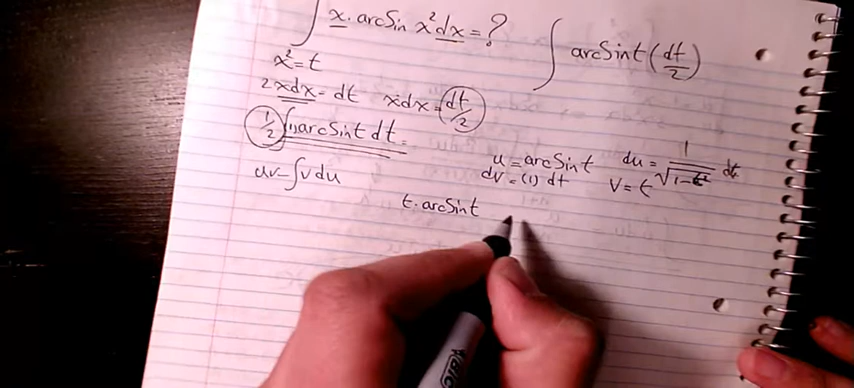 ∫ x · arcSin x² dx = ?
∫ arcSin t (dt/2)
x² = t
2xdx = dt   xdx = dt/2
1/2 ∫(1) arcSin t dt =
u = arcSin t   du = 1/√(1-t²) dt
dv = (1) dt   V = t
uv - ∫v du
t · arcSin t